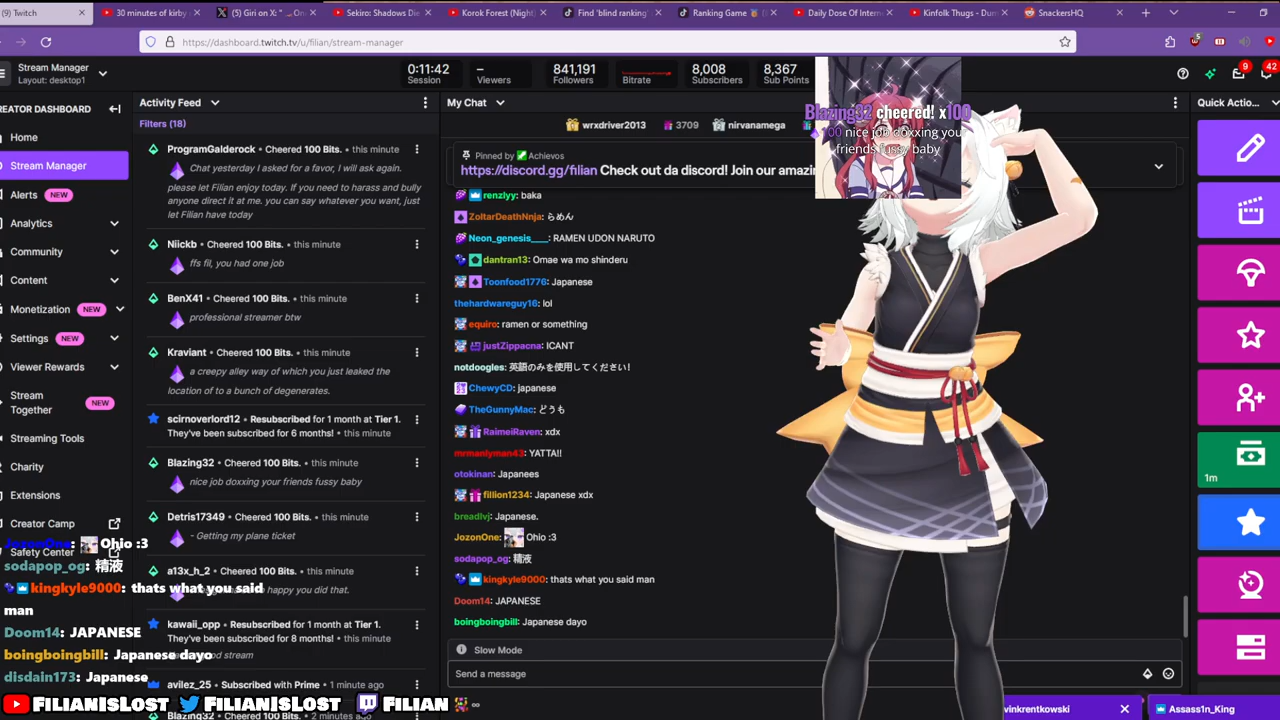 (9) Twitch
30 minutes of kirby
(5) Giri on X: "
Sekiro: Shadows Die
Korok Forest (Night)
Find 'blind ranking'
Ranking Game
Daily Dose Of Intern
Kinfolk Thugs - Dum
SnackersHQ
https://dashboard.twitch.tv/u/filian/stream-manager
Stream Manager
Layout: desktop1
0:11:42
Session
–
Viewers
841,191
Followers
Bitrate
8,008
Subscribers
8,367
Sub Points
9
42
CREATOR DASHBOARD
Home
Stream Manager
Alerts NEW
Analytics
Community
Content
Monetization NEW
Settings NEW
Viewer Rewards
Stream
Together NEW
Streaming Tools
Charity
Extensions
Creator Camp
Safety Center
Activity Feed
Filters (18)
ProgramGalderock • Cheered 100 Bits. • this minute
Chat yesterday I asked for a favor, I will ask again.
please let Filian enjoy today. If you need to harass and bully
anyone direct it at me. you can say whatever you want, just
let Filian have today
Niickb • Cheered 100 Bits. • this minute
ffs fil, you had one job
BenX41 • Cheered 100 Bits. • this minute
professional streamer btw
Kraviant • Cheered 100 Bits. • this minute
a creepy alley way of which you just leaked the
location of to a bunch of degenerates.
scirnoverlord12 • Resubscribed for 1 month at Tier 1.
They've been subscribed for 6 months! • this minute
Blazing32 • Cheered 100 Bits. • this minute
nice job doxxing your friends fussy baby
Detris17349 • Cheered 100 Bits. • this minute
- Getting my plane ticket
a13x_h_2 • Cheered 100 Bits. • this minute
happy you did that.
kawaii_opp • Resubscribed for 1 month at Tier 1.
They've been subscribed for 8 months! • this minute
stream
avilez_25 • Subscribed with Prime • 1 minute ago
Blazing32 • Cheered 100 Bits. • 2 minutes ago
My Chat
wrxdriver2013 3709 nirvanamega
Pinned by Achievos
https://discord.gg/filian Check out da discord! Join our amazin
renzlyy: baka
ZoltarDeathNnja: らめん
Neon_genesis____: RAMEN UDON NARUTO
dantran13: Omae wa mo shinderu
Toonfood1776: Japanese
thehardwareguy16: lol
equiro: ramen or something
justZippacna: ICANT
notdoogles: 英語のみを使用してください!
ChewyCD: japanese
TheGunnyMac: どうも
RaimeiRaven: xdx
mrmanlyman43: YATTA!!
otokinan: Japanees
fillion1234: Japanese xdx
breadlvj: Japanese.
JozonOne: Ohio :3
sodapop_og: 精液
kingkyle9000: thats what you said man
Doom14: JAPANESE
boingboingbill: Japanese dayo
Slow Mode
Send a message
Blazing32 cheered! x100
100 nice job doxxing your
friends fussy baby
Quick Actio...
1m
JozonOne: Ohio :3
sodapop_og: 精液
kingkyle9000: thats what you said
man
Doom14: JAPANESE
boingboingbill: Japanese dayo
disdain173: Japanese
FILIANISLOST FILIANISLOST FILIAN
vinkrentkowski
Assass1n_King